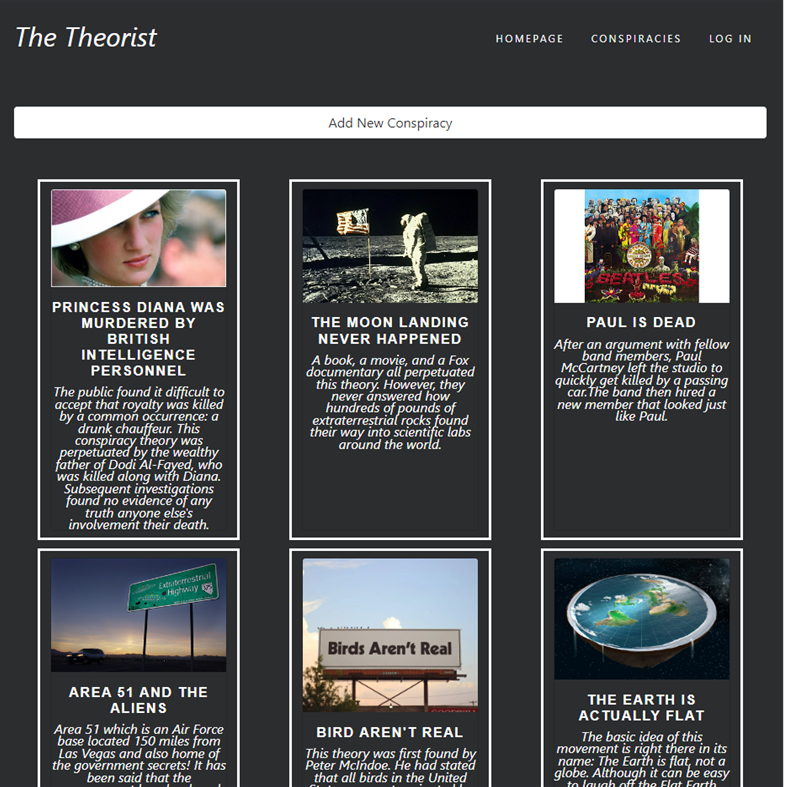 The Theorist
HOMEPAGE CONSPIRACIES LOG IN
Add New Conspiracy
PRINCESS DIANA WAS
MURDERED BY
BRITISH
INTELLIGENCE
PERSONNEL
The public found it difficult to
accept that royalty was killed
by a common occurrence: a
drunk chauffeur. This
conspiracy theory was
perpetuated by the wealthy
father of Dodi Al-Fayed, who
was killed along with Diana.
Subsequent investigations
found no evidence of any
truth anyone else's
involvement their death.
THE MOON LANDING
NEVER HAPPENED
A book, a movie, and a Fox
documentary all perpetuated
this theory. However, they
never answered how
hundreds of pounds of
extraterrestrial rocks found
their way into scientific labs
around the world.
BEATLES
PAUL IS DEAD
After an argument with fellow
band members, Paul
McCartney left the studio to
quickly get killed by a passing
car.The band then hired a
new member that looked just
like Paul.
Extraterrestrial
Highway
AREA 51 AND THE
ALIENS
Area 51 which is an Air Force
base located 150 miles from
Las Vegas and also home of
the government secrets! It has
been said that the
Birds Aren't Real
BIRD AREN'T REAL
This theory was first found by
Peter McIndoe. He had stated
that all birds in the United
THE EARTH IS
ACTUALLY FLAT
The basic idea of this
movement is right there in its
name: The Earth is flat, not a
globe. Although it can be easy
to laugh off the Flat Earth